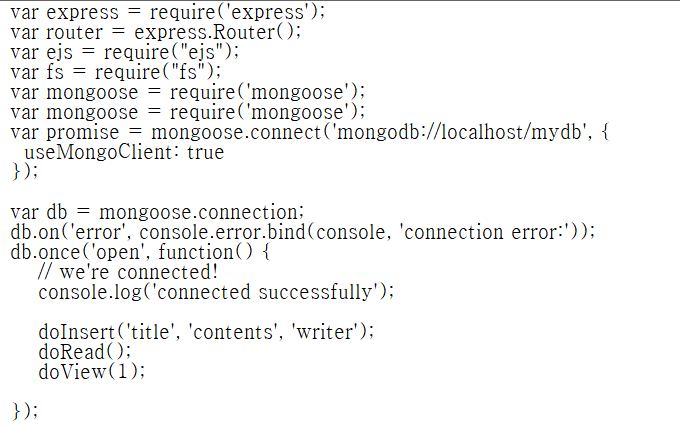 var express = require('express');
var router = express.Router();
var ejs = require("ejs");
var fs = require("fs");
var mongoose = require('mongoose');
var mongoose = require('mongoose');
var promise = mongoose.connect('mongodb://localhost/mydb', {
  useMongoClient: true
});

var db = mongoose.connection;
db.on('error', console.error.bind(console, 'connection error:'));
db.once('open', function() {
    // we're connected!
    console.log('connected successfully');

    doInsert('title', 'contents', 'writer');
    doRead();
    doView(1);

});